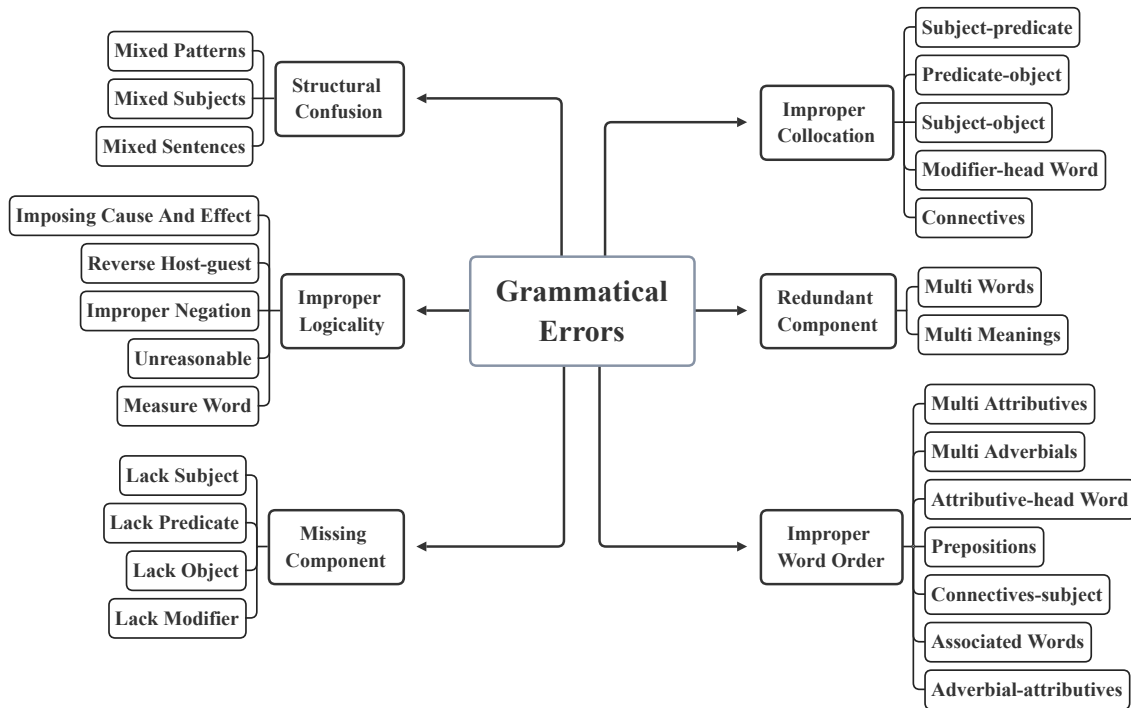 Grammatical
Errors
Structural
Confusion
Mixed Patterns
Mixed Subjects
Mixed Sentences
Improper
Logicality
Imposing Cause And Effect
Reverse Host-guest
Improper Negation
Unreasonable
Measure Word
Missing
Component
Lack Subject
Lack Predicate
Lack Object
Lack Modifier
Improper
Collocation
Subject-predicate
Predicate-object
Subject-object
Modifier-head Word
Connectives
Redundant
Component
Multi Words
Multi Meanings
Improper
Word Order
Multi Attributives
Multi Adverbials
Attributive-head Word
Prepositions
Connectives-subject
Associated Words
Adverbial-attributives